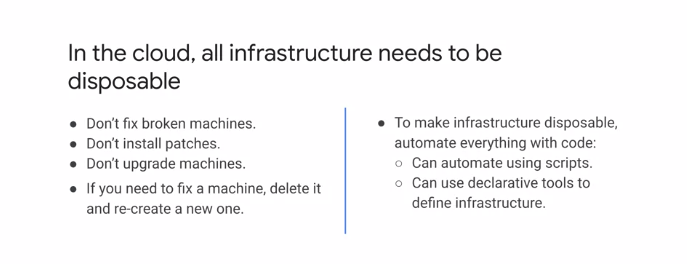 In the cloud, all infrastructure needs to be
disposable
● Don't fix broken machines.
● Don't install patches.
● Don't upgrade machines.
● If you need to fix a machine, delete it
and re-create a new one.
● To make infrastructure disposable,
automate everything with code:
○ Can automate using scripts.
○ Can use declarative tools to
define infrastructure.